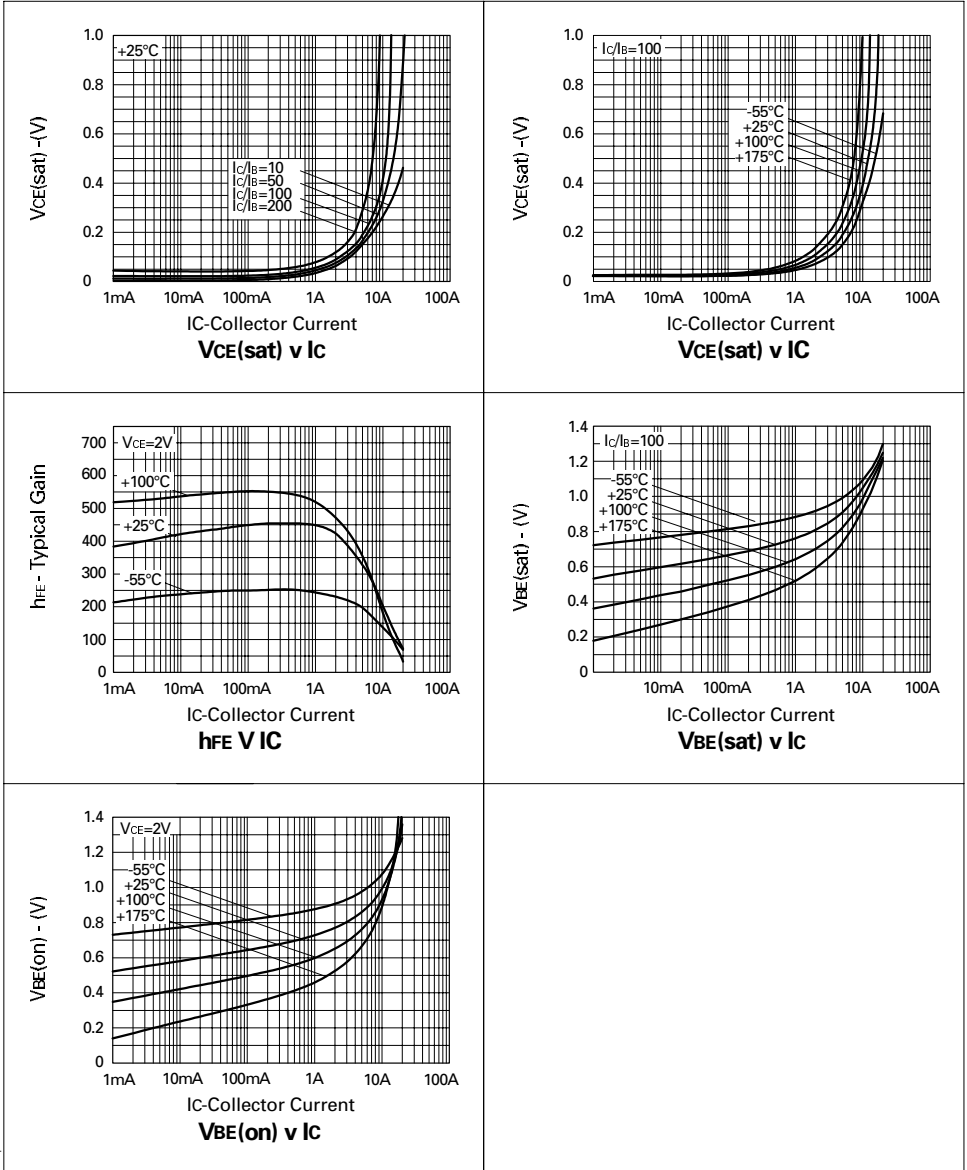 1.0
+25°C
0.8
0.6
0.4
0.2
0
VCE(sat) -(V)
IC/IB=10
IC/IB=50
IC/IB=100
IC/IB=200
1mA 10mA 100mA 1A 10A 100A
IC-Collector Current
VCE(sat) v IC
1.0
IC/IB=100
0.8
0.6
0.4
0.2
0
VCE(sat) -(V)
-55°C
+25°C
+100°C
+175°C
1mA 10mA 100mA 1A 10A 100A
IC-Collector Current
VCE(sat) v IC
700
VCE=2V
600
550
500
400
300
250
200
100
0
hFE - Typical Gain
+100°C
+25°C
-55°C
1mA 10mA 100mA 1A 10A 100A
IC-Collector Current
hFE V IC
1.4
IC/IB=100
1.2
1.0
0.8
0.6
0.4
0.2
0
VBE(sat) - (V)
-55°C
+25°C
+100°C
+175°C
10mA 100mA 1A 10A 100A
IC-Collector Current
VBE(sat) v IC
1.4
VCE=2V
1.2
1.0
0.8
0.6
0.4
0.2
0
VBE(on) - (V)
-55°C
+25°C
+100°C
+175°C
1mA 10mA 100mA 1A 10A 100A
IC-Collector Current
VBE(on) v IC